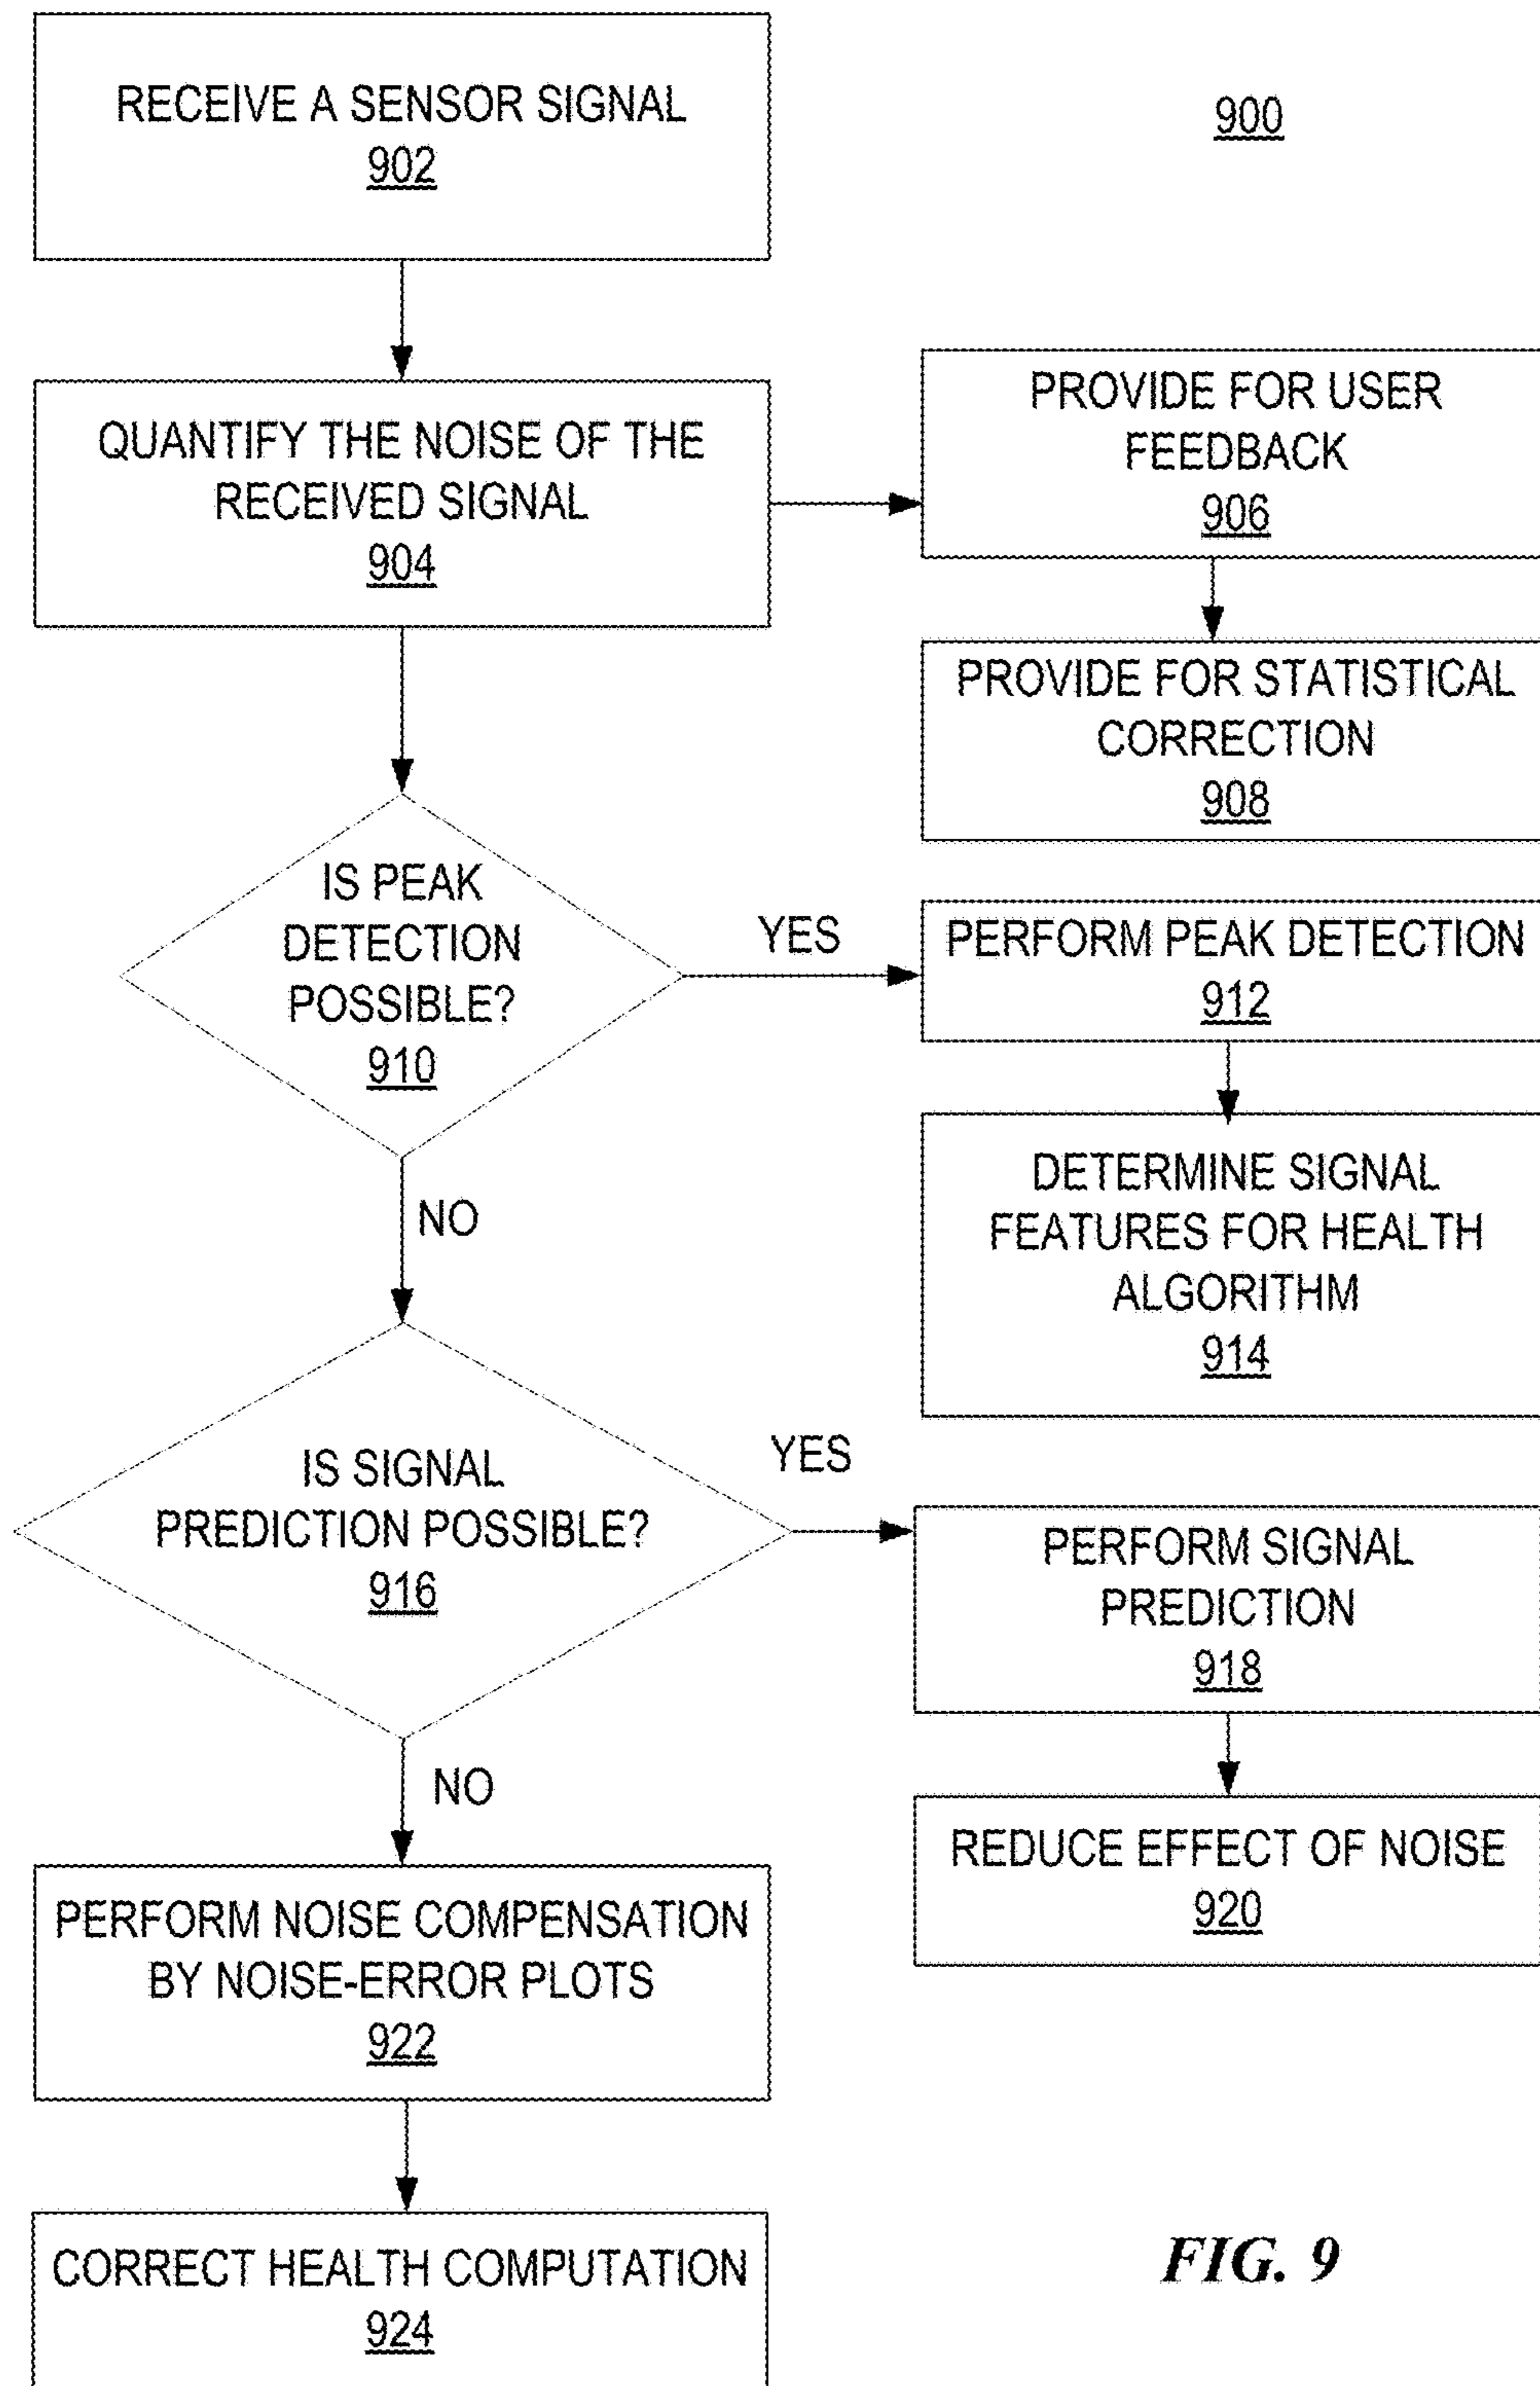 RECEIVE A SENSOR SIGNAL
902
900
QUANTIFY THE NOISE OF THE
RECEIVED SIGNAL
904
PROVIDE FOR USER
FEEDBACK
906
PROVIDE FOR STATISTICAL
CORRECTION
908
IS PEAK
DETECTION
POSSIBLE?
910
YES
PERFORM PEAK DETECTION
912
DETERMINE SIGNAL
FEATURES FOR HEALTH
ALGORITHM
914
NO
IS SIGNAL
PREDICTION POSSIBLE?
916
YES
PERFORM SIGNAL
PREDICTION
918
REDUCE EFFECT OF NOISE
920
NO
PERFORM NOISE COMPENSATION
BY NOISE-ERROR PLOTS
922
CORRECT HEALTH COMPUTATION
924
FIG. 9